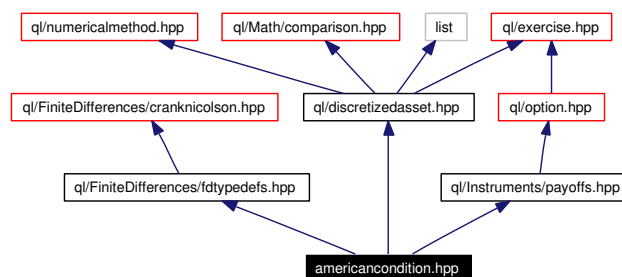 ql/numericalmethod.hpp
ql/Math/comparison.hpp
list
ql/exercise.hpp
ql/FiniteDifferences/cranknicolson.hpp
ql/discretizedasset.hpp
ql/option.hpp
ql/FiniteDifferences/fdtypedefs.hpp
ql/Instruments/payoffs.hpp
americancondition.hpp